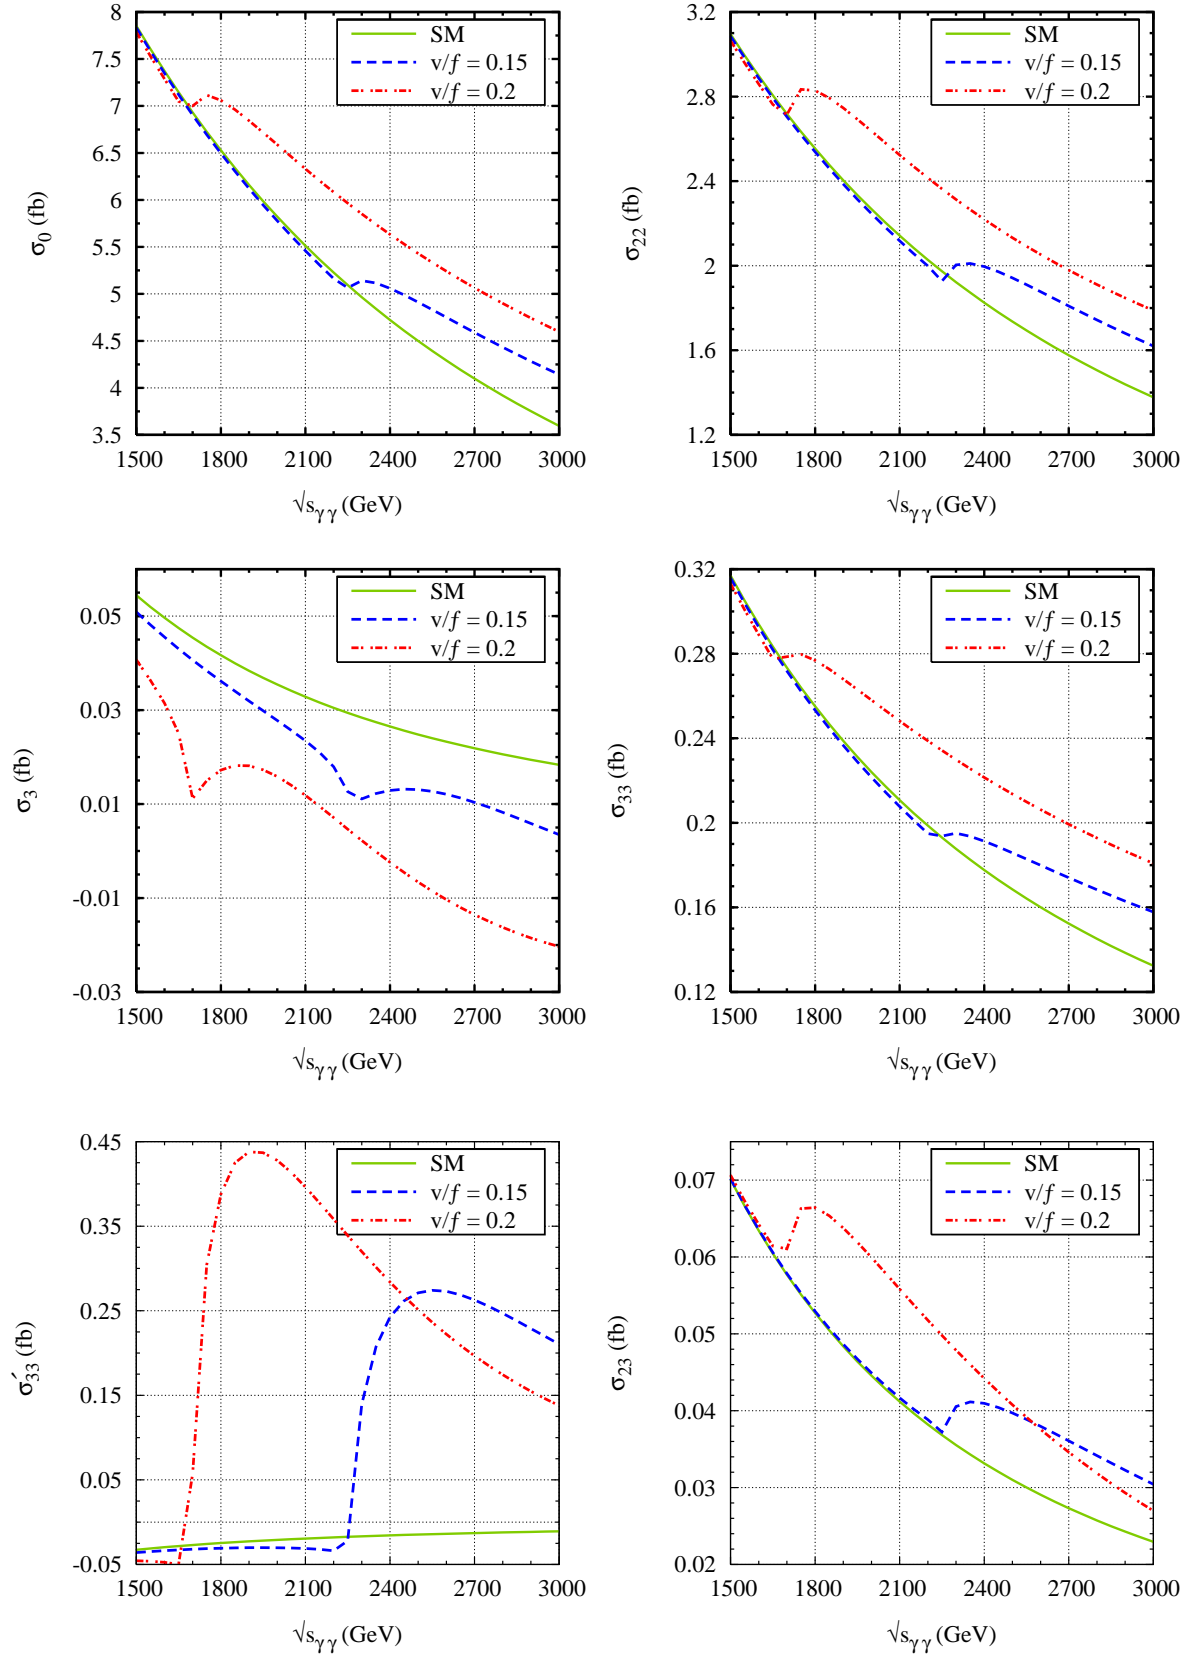 8
7.5
7
6.5
6
5.5
5
4.5
4
3.5
σ0 (fb)
SM
v/f = 0.15
v/f = 0.2
1500 1800 2100 2400 2700 3000
√sγγ (GeV)
3.2
2.8
2.4
2
1.6
1.2
σ22 (fb)
SM
v/f = 0.15
v/f = 0.2
1500 1800 2100 2400 2700 3000
√sγγ (GeV)
0.05
0.03
0.01
-0.01
-0.03
σ3 (fb)
SM
v/f = 0.15
v/f = 0.2
1500 1800 2100 2400 2700 3000
√sγγ (GeV)
0.32
0.28
0.24
0.2
0.16
0.12
σ33 (fb)
SM
v/f = 0.15
v/f = 0.2
1500 1800 2100 2400 2700 3000
√sγγ (GeV)
0.45
0.35
0.25
0.15
0.05
-0.05
σ′33 (fb)
SM
v/f = 0.15
v/f = 0.2
1500 1800 2100 2400 2700 3000
√sγγ (GeV)
0.07
0.06
0.05
0.04
0.03
0.02
σ23 (fb)
SM
v/f = 0.15
v/f = 0.2
1500 1800 2100 2400 2700 3000
√sγγ (GeV)